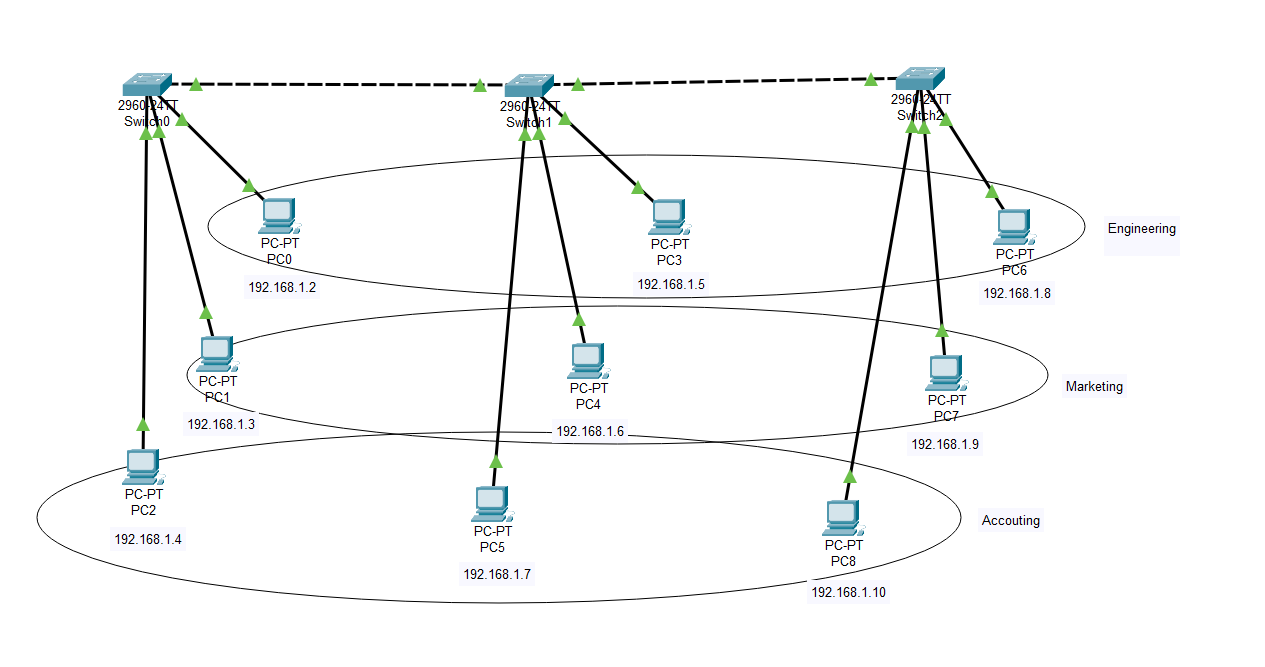 2960-24TT
Switch0
2960-24TT
Switch1
2960-24TT
Switch2
PC-PT
PC0
192.168.1.2
PC-PT
PC3
192.168.1.5
PC-PT
PC6
192.168.1.8
Engineering
PC-PT
PC1
192.168.1.3
PC-PT
PC4
192.168.1.6
PC-PT
PC7
192.168.1.9
Marketing
PC-PT
PC2
192.168.1.4
PC-PT
PC5
192.168.1.7
PC-PT
PC8
192.168.1.10
Accouting